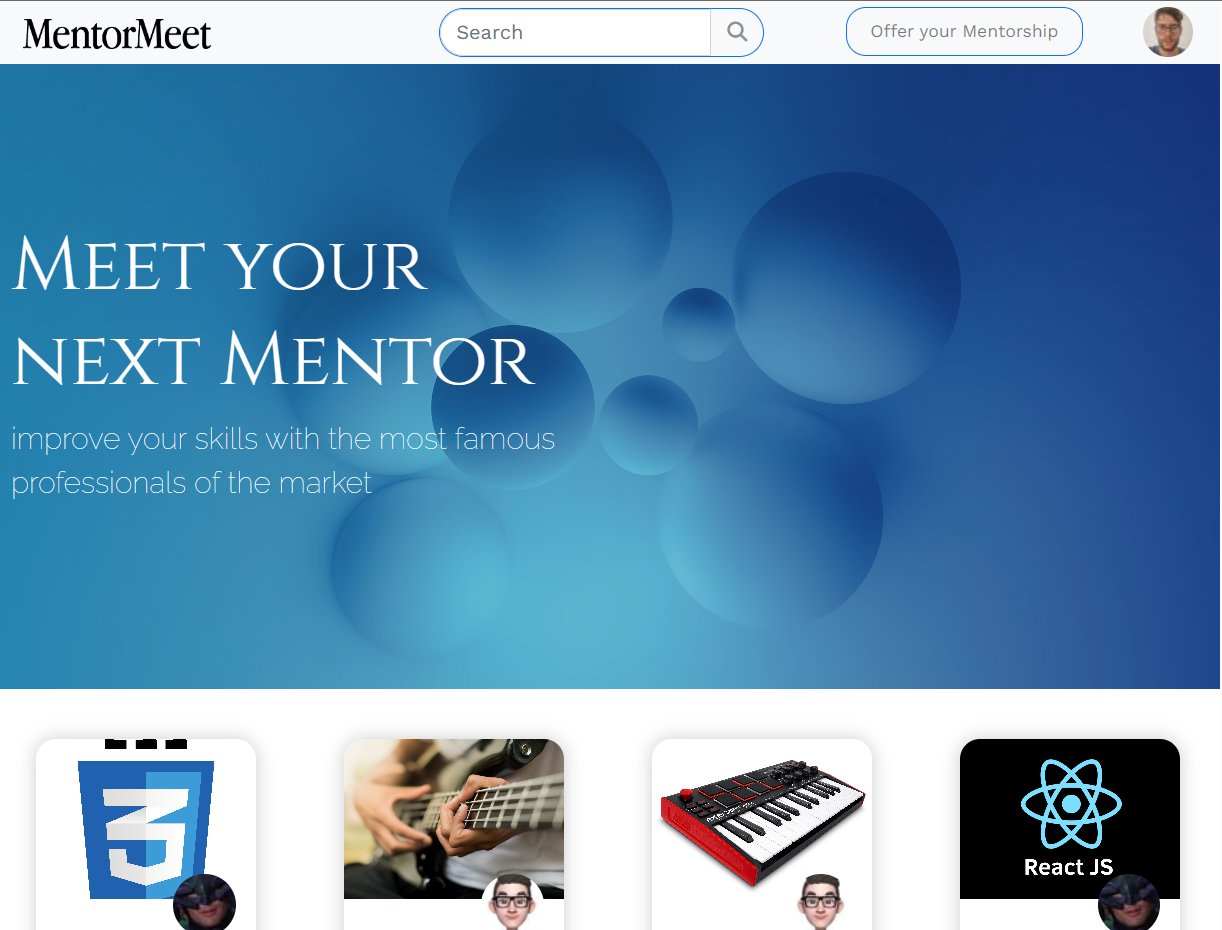 MentorMeet
Search
Offer your Mentorship
Meet your
next Mentor
improve your skills with the most famous
professionals of the market
React JS